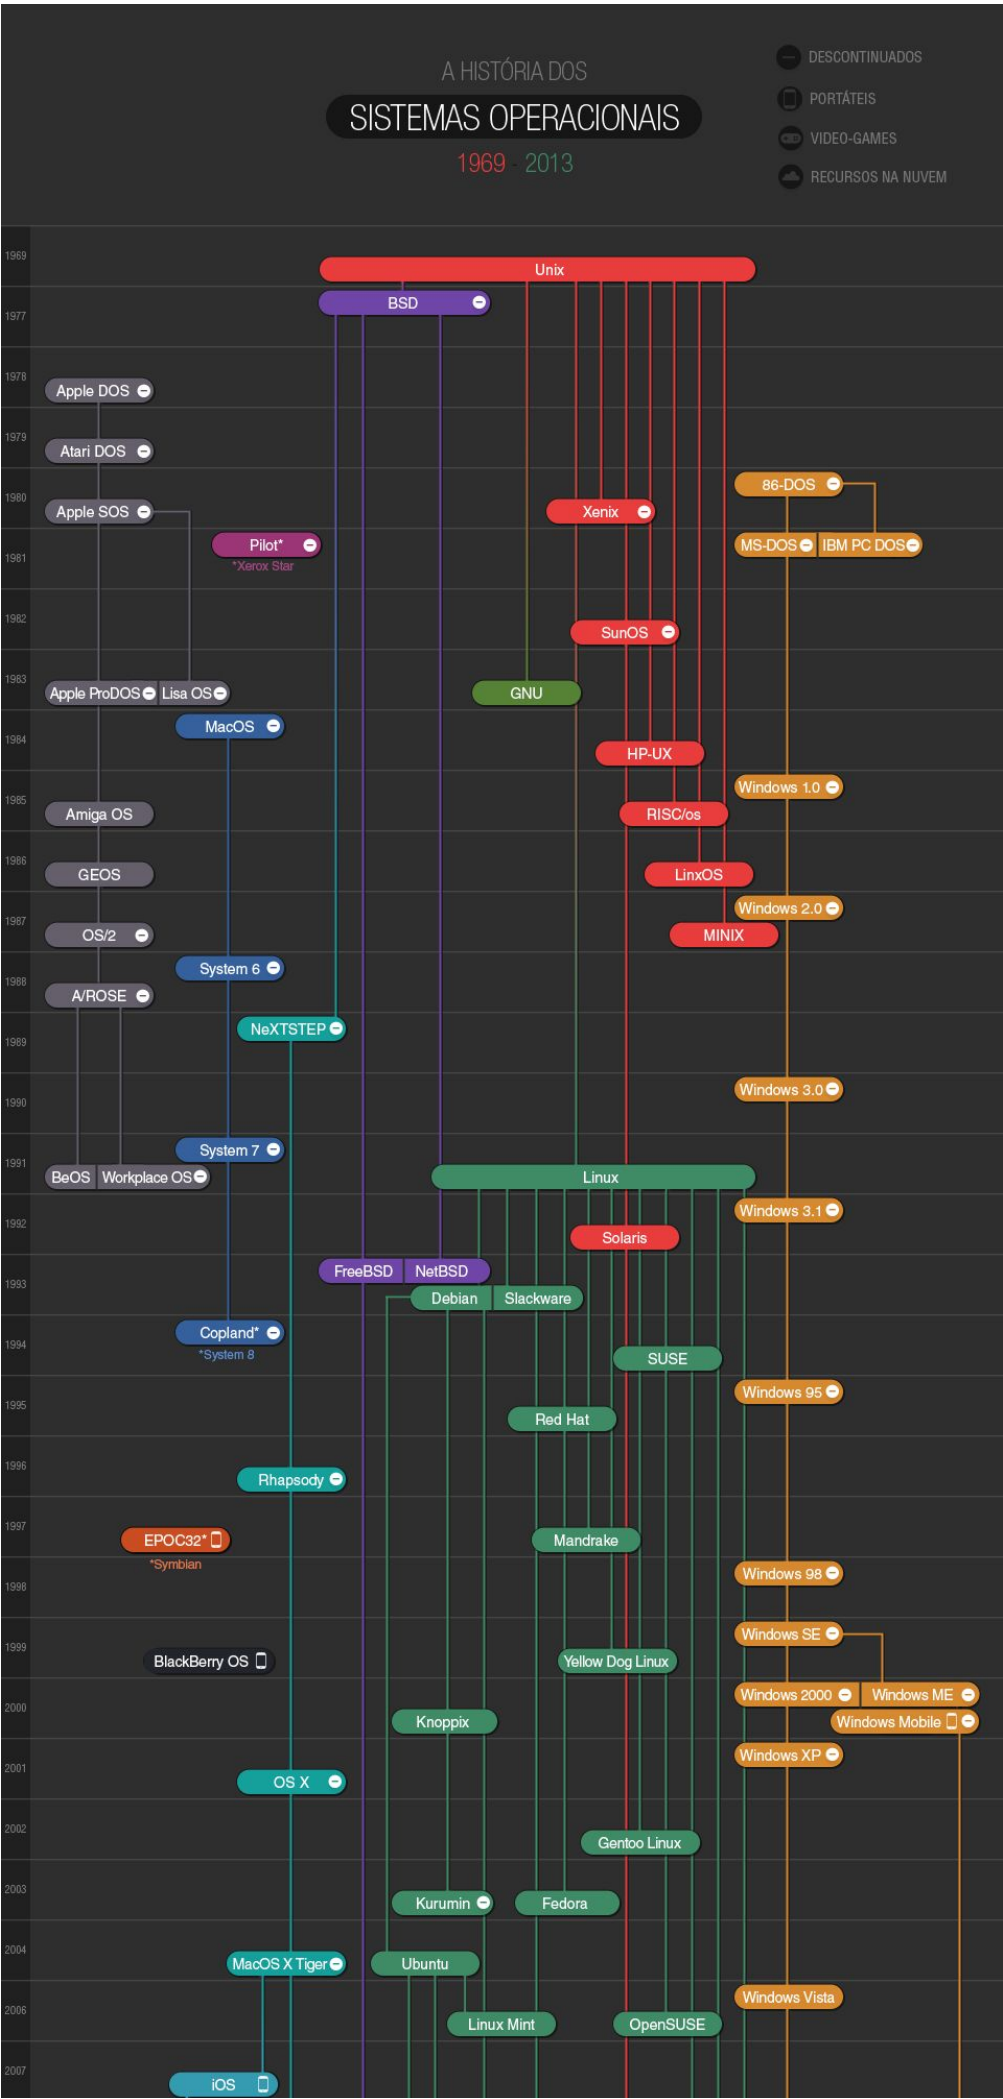 A HISTÓRIA DOS
SISTEMAS OPERACIONAIS
1969 - 2013
DESCONTINUADOS
PORTÁTEIS
VIDEO-GAMES
RECURSOS NA NUVEM
1969
Unix
BSD
1977
1978
Apple DOS
1979
Atari DOS
86-DOS
1980
Apple SOS
Xenix
Pilot*
MS-DOS
IBM PC DOS
1981
*Xerox Star
1982
SunOS
1983
Apple ProDOS
Lisa OS
GNU
MacOS
1984
HP-UX
Windows 1.0
1985
Amiga OS
RISC/os
1986
GEOS
LinxOS
Windows 2.0
1987
OS/2
MINIX
System 6
1988
A/ROSE
NeXTSTEP
1989
Windows 3.0
1990
System 7
1991
BeOS
Workplace OS
Linux
Windows 3.1
1992
Solaris
FreeBSD
NetBSD
1993
Debian
Slackware
Copland*
1994
*System 8
SUSE
Windows 95
1995
Red Hat
1996
Rhapsody
1997
EPOC32*
Mandrake
*Symbian
Windows 98
1998
Windows SE
1999
BlackBerry OS
Yellow Dog Linux
Windows 2000
Windows ME
2000
Knoppix
Windows Mobile
Windows XP
2001
OS X
2002
Gentoo Linux
2003
Kurumin
Fedora
2004
MacOS X Tiger
Ubuntu
Windows Vista
2006
Linux Mint
OpenSUSE
2007
iOS